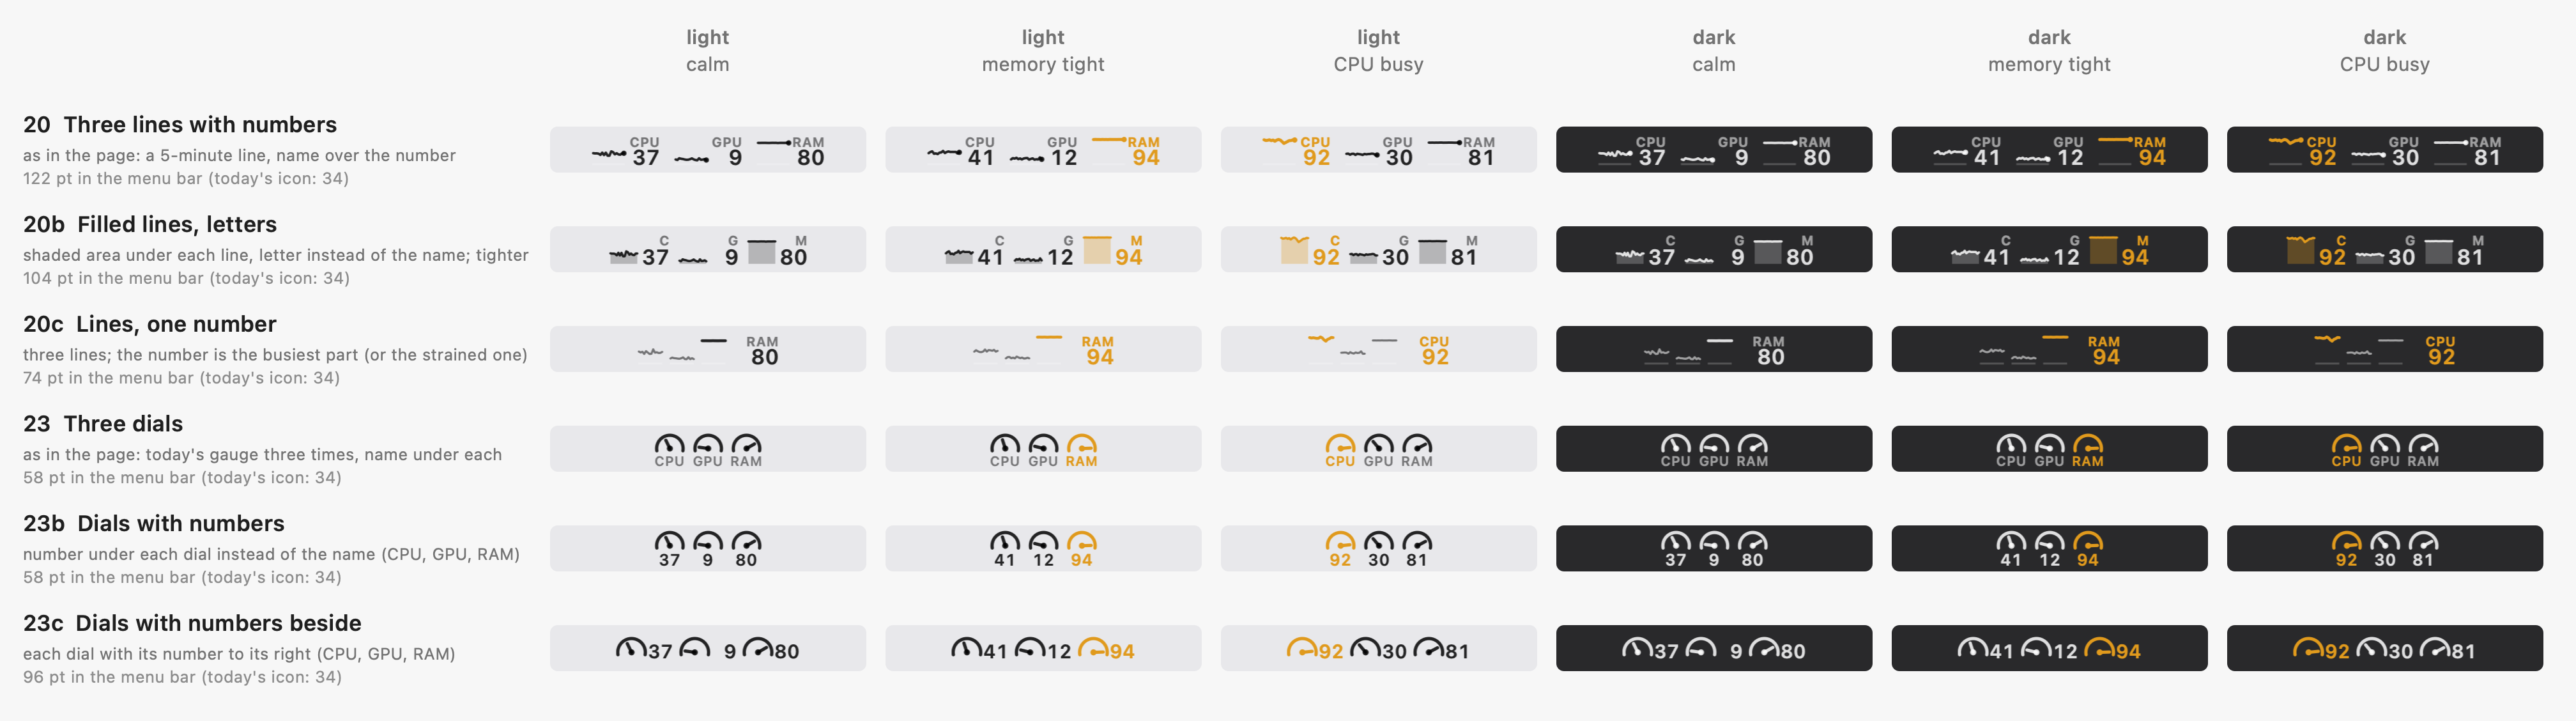 light light light dark dark dark
calm memory tight CPU busy calm memory tight CPU busy
20 Three lines with numbers
as in the page: a 5-minute line, name over the number
122 pt in the menu bar (today's icon: 34)
CPU GPU RAM CPU GPU RAM CPU GPU RAM CPU GPU RAM CPU GPU RAM CPU GPU RAM
37 9 80 41 12 94 92 30 81 37 9 80 41 12 94 92 30 81
20b Filled lines, letters
shaded area under each line, letter instead of the name; tighter
104 pt in the menu bar (today's icon: 34)
C G M C G M C G M C G M C G M C G M
37 9 80 41 12 94 92 30 81 37 9 80 41 12 94 92 30 81
20c Lines, one number
three lines; the number is the busiest part (or the strained one)
74 pt in the menu bar (today's icon: 34)
RAM RAM CPU RAM RAM CPU
80 94 92 80 94 92
23 Three dials
as in the page: today's gauge three times, name under each
58 pt in the menu bar (today's icon: 34)
CPU GPU RAM CPU GPU RAM CPU GPU RAM CPU GPU RAM CPU GPU RAM CPU GPU RAM
23b Dials with numbers
number under each dial instead of the name (CPU, GPU, RAM)
58 pt in the menu bar (today's icon: 34)
37 9 80 41 12 94 92 30 81 37 9 80 41 12 94 92 30 81
23c Dials with numbers beside
each dial with its number to its right (CPU, GPU, RAM)
96 pt in the menu bar (today's icon: 34)
37 9 80 41 12 94 92 30 81 37 9 80 41 12 94 92 30 81